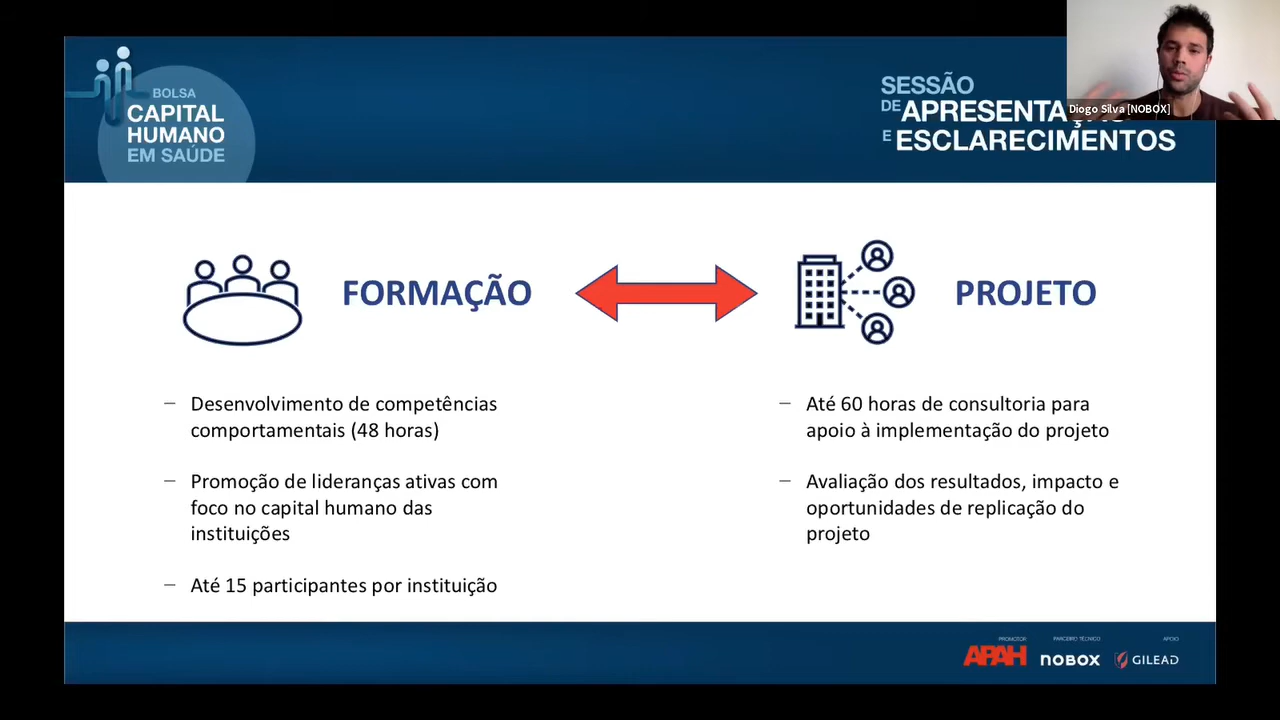 BOLSA
CAPITAL
HUMANO
EM SAÚDE
SESSÃO
DE APRESENTAÇÃO
E ESCLARECIMENTOS
Diogo Silva [NOBOX]
FORMAÇÃO
PROJETO
– Desenvolvimento de competências
comportamentais (48 horas)
– Promoção de lideranças ativas com
foco no capital humano das
instituições
– Até 15 participantes por instituição
– Até 60 horas de consultoria para
apoio à implementação do projeto
– Avaliação dos resultados, impacto e
oportunidades de replicação do
projeto
PROMOTOR
APAH
PARCEIRO TÉCNICO
NOBOX
APOIO
GILEAD